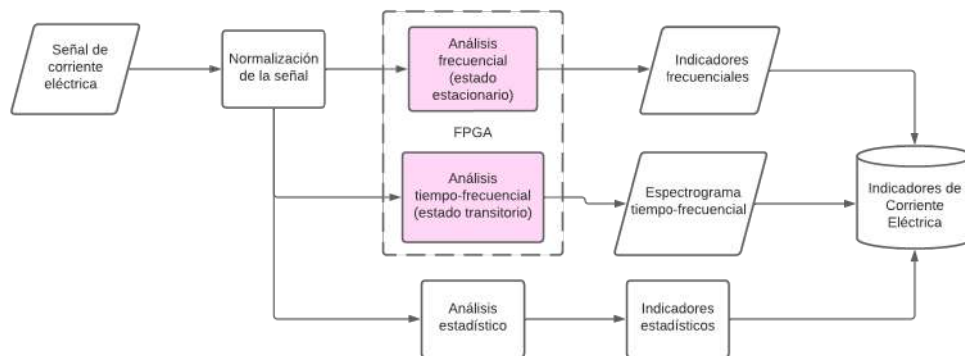 Señal de
corriente
eléctrica
Normalización
de la señal
Análisis
frecuencial
(estado
estacionario)
Indicadores
frecuenciales
FPGA
Análisis
tiempo-frecuencial
(estado transitorio)
Espectrograma
tiempo-frecuencial
Indicadores de
Corriente
Eléctrica
Análisis
estadístico
Indicadores
estadísticos